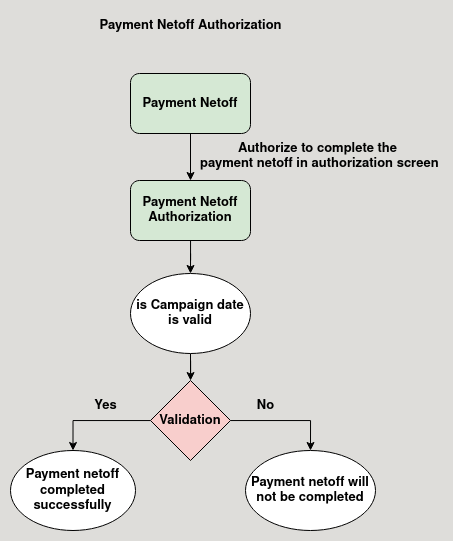 Payment Netoff Authorization
Payment Netoff
Authorize to complete the
payment netoff in authorization screen
Payment Netoff
Authorization
is Campaign date
is valid
Yes
No
Validation
Payment netoff
completed
successfully
Payment netoff will
not be completed